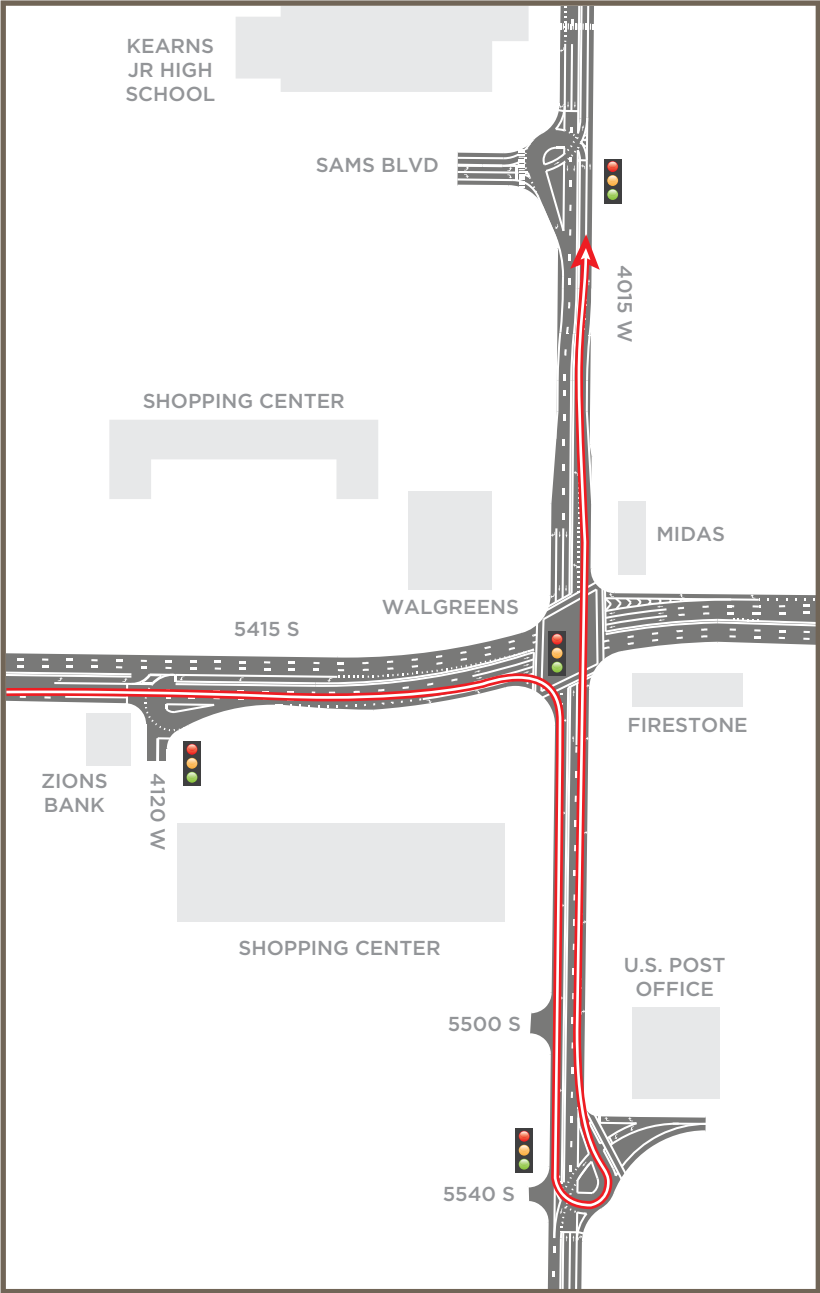 KEARNS
JR HIGH
SCHOOL
SAMS BLVD
4015 W
SHOPPING CENTER
MIDAS
WALGREENS
5415 S
FIRESTONE
ZIONS
BANK
4120 W
SHOPPING CENTER
U.S. POST
OFFICE
5500 S
5540 S